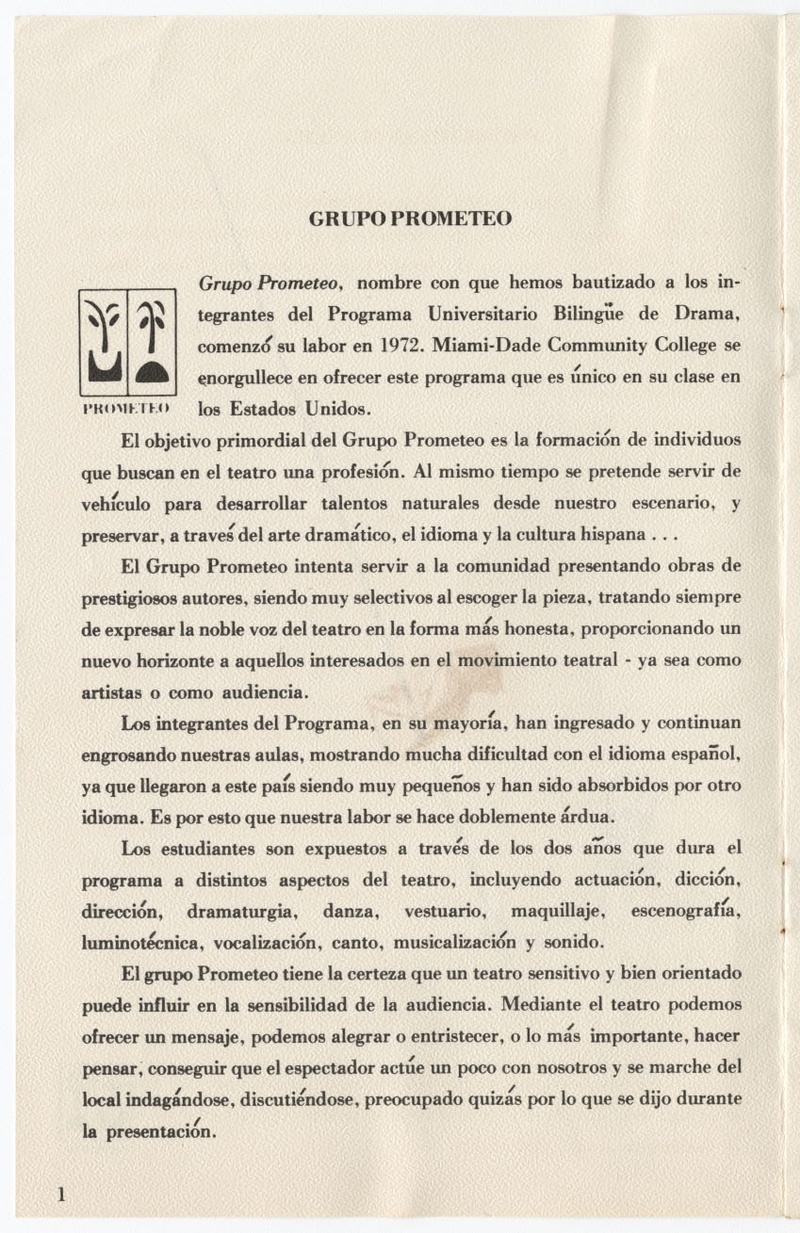 GRUPO PROMETEO
Grupo Prometeo, nombre con que hemos bautizado a los in-
tegrantes del Programa Universitario Bilingüe de Drama,
comenzó su labor en 1972. Miami-Dade Community College se
enorgullece en ofrecer este programa que es único en su clase en
PROMETEO
los Estados Unidos.
El objetivo primordial del Grupo Prometeo es la formación de individuos
que buscan en el teatro una profesión. Al mismo tiempo se pretende servir de
vehículo para desarrollar talentos naturales desde nuestro escenario, y
preservar, a través del arte dramático, el idioma y la cultura hispana . . .
El Grupo Prometeo intenta servir a la comunidad presentando obras de
prestigiosos autores, siendo muy selectivos al escoger la pieza, tratando siempre
de expresar la noble voz del teatro en la forma más honesta, proporcionando un
nuevo horizonte a aquellos interesados en el movimiento teatral - ya sea como
artistas o como audiencia.
Los integrantes del Programa, en su mayoría, han ingresado y continuan
engrosando nuestras aulas, mostrando mucha dificultad con el idioma español,
ya que llegaron a este país siendo muy pequeños y han sido absorbidos por otro
idioma. Es por esto que nuestra labor se hace doblemente árdua.
Los estudiantes son expuestos a través de los dos años que dura el
programa a distintos aspectos del teatro, incluyendo actuación, dicción,
dirección, dramaturgia, danza, vestuario, maquillaje, escenografía,
luminotécnica, vocalización, canto, musicalización y sonido.
El grupo Prometeo tiene la certeza que un teatro sensitivo y bien orientado
puede influir en la sensibilidad de la audiencia. Mediante el teatro podemos
ofrecer un mensaje, podemos alegrar o entristecer, o lo más importante, hacer
pensar, conseguir que el espectador actúe un poco con nosotros y se marche del
local indagándose, discutiéndose, preocupado quizás por lo que se dijo durante
la presentación.
1